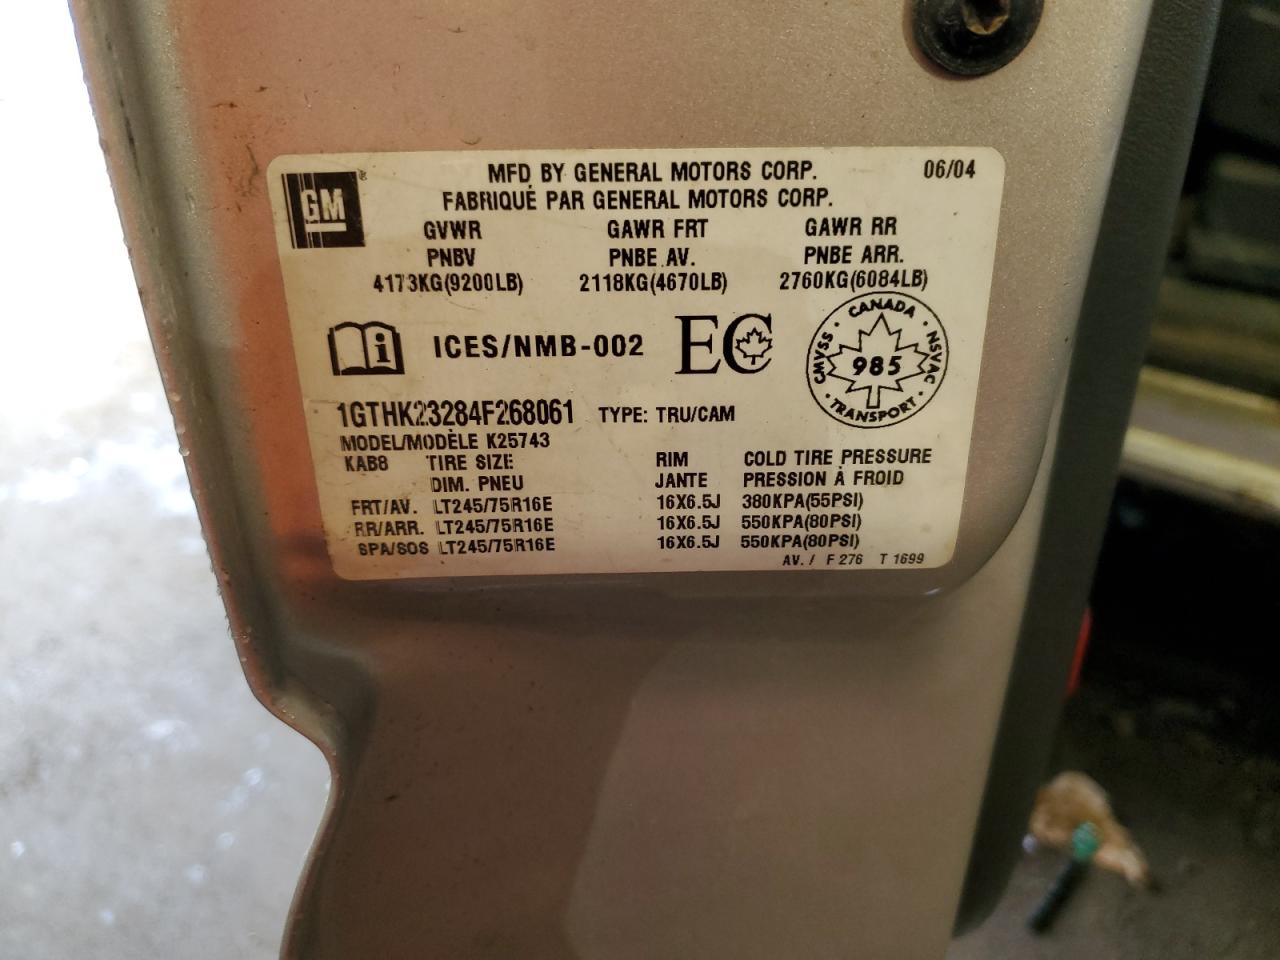 MFD BY GENERAL MOTORS CORP. 06/04
FABRIQUÉ PAR GENERAL MOTORS CORP.
GM
GVWR GAWR FRT GAWR RR
PNBV PNBE AV. PNBE ARR.
4173KG(9200LB) 2118KG(4670LB) 2760KG(6084LB)
ICES/NMB-002 EC
CANADA
CMVSS 985 NSVAC
TRANSPORT
1GTHK23284F268061 TYPE: TRU/CAM
MODEL/MODÈLE K25743
KAB8 TIRE SIZE RIM COLD TIRE PRESSURE
DIM. PNEU JANTE PRESSION À FROID
FRT/AV. LT245/75R16E 16X6.5J 380KPA(55PSI)
RR/ARR. LT245/75R16E 16X6.5J 550KPA(80PSI)
SPA/SOS LT245/75R16E 16X6.5J 550KPA(80PSI)
AV. / F 276 T 1699